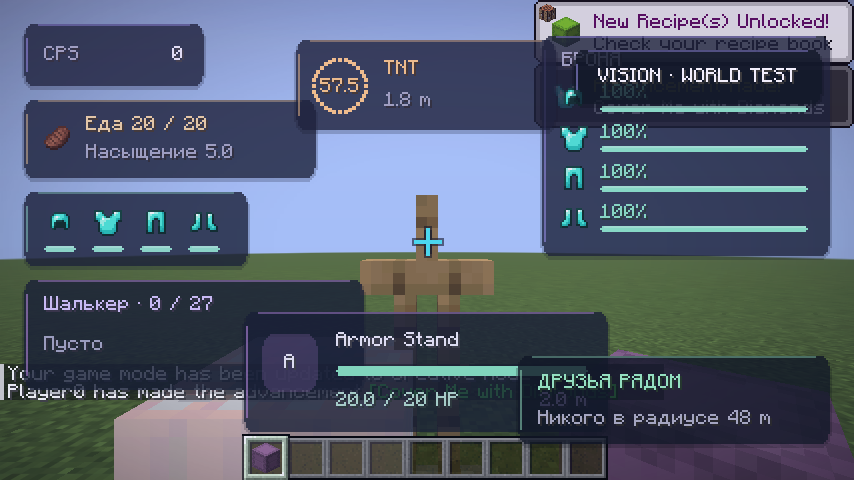 CPS 0
57.5 TNT
1.8 m
New Recipe(s) Unlocked!
Check your recipe book
VISION · WORLD TEST
100%
100%
100%
100%
Еда 20 / 20
Насыщение 5.0
Шалькер · 0 / 27
Пусто
Your game mode has been
Player0 has made the advancement
A
Armor Stand
20.0 / 20 HP
2.0 m
ДРУЗЬЯ РЯДОМ
Никого в радиусе 48 m